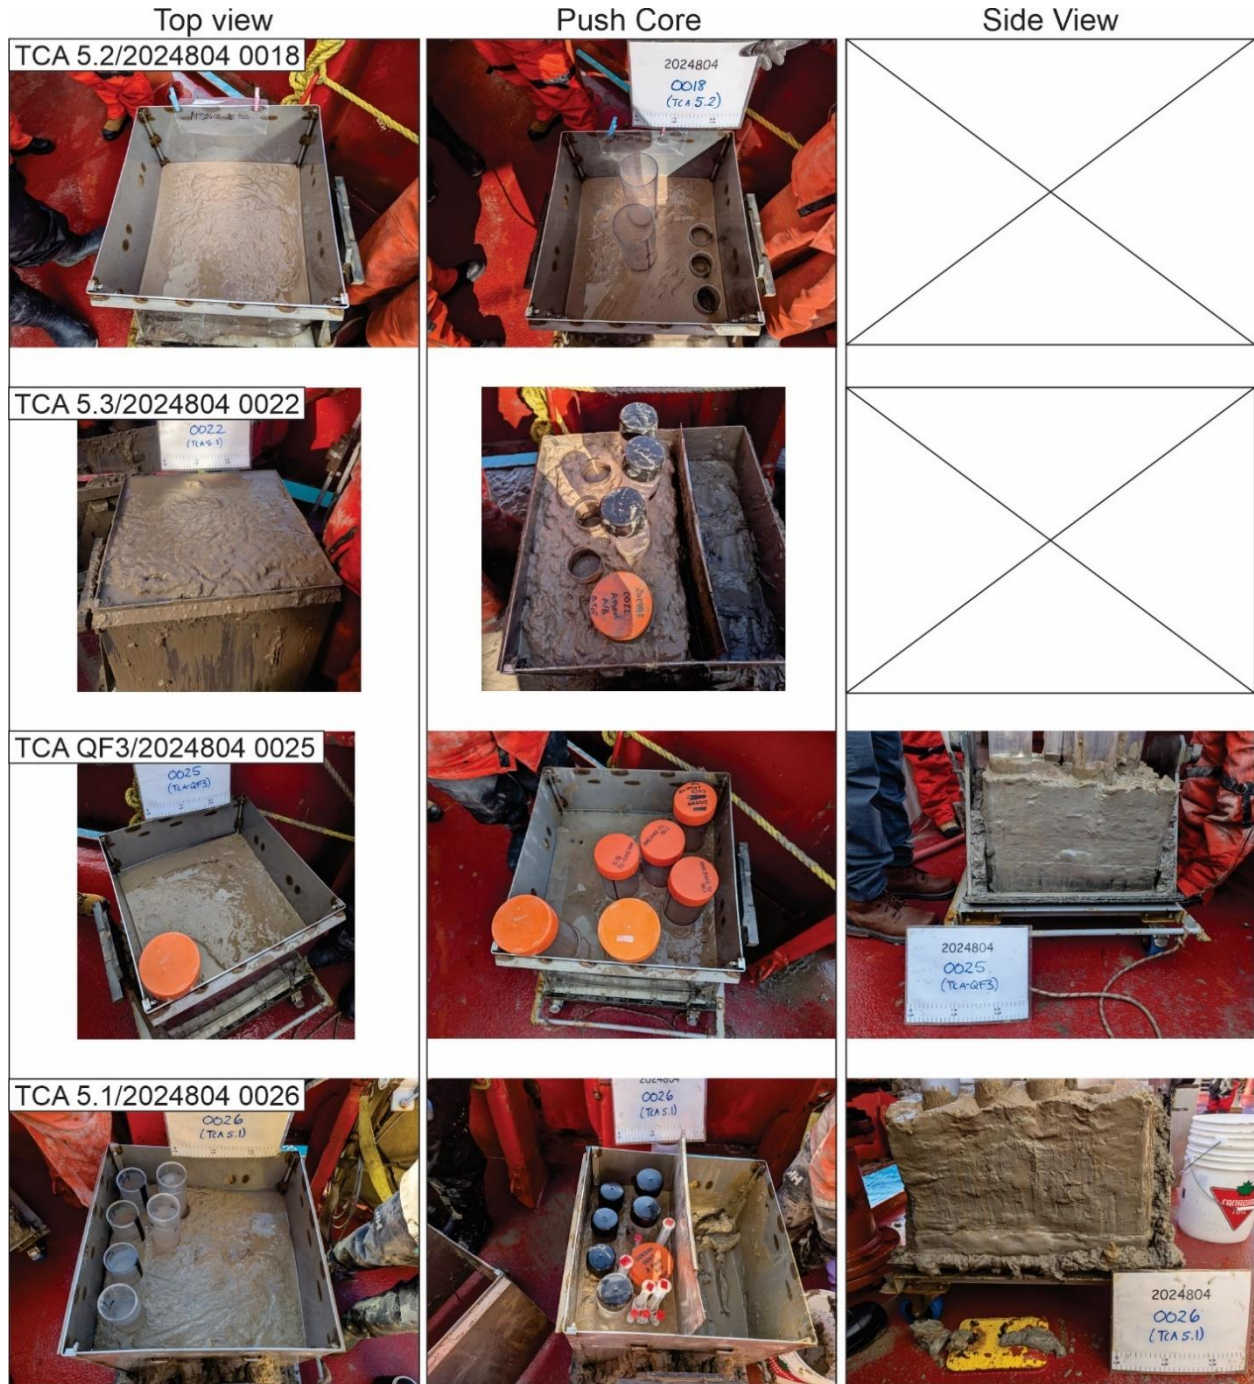 Top view
Push Core
Side View
TCA 5.2/2024804 0018
2024804
0018
(TCA 5.2)
TCA 5.3/2024804 0022
0022
(TCA 5.3)
0022
TCA QF3/2024804 0025
0025
(TCA-QF3)
2024804
0025
(TCA-QF3)
TCA 5.1/2024804 0026
0026
(TCA 5.1)
2024804
0026
(TCA 5.1)
2024804
0026
(TCA 5.1)